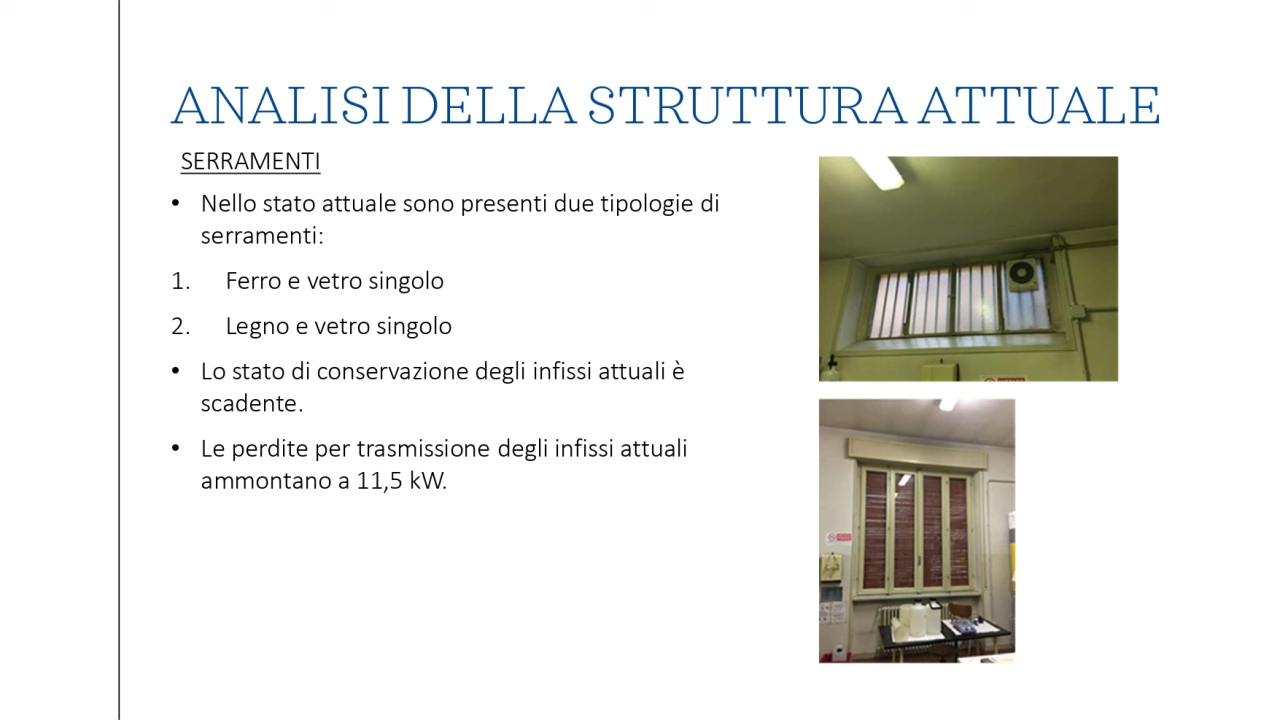 ANALISI DELLA STRUTTURA ATTUALE
SERRAMENTI
• Nello stato attuale sono presenti due tipologie di
serramenti:
1. Ferro e vetro singolo
2. Legno e vetro singolo
• Lo stato di conservazione degli infissi attuali è
scadente.
• Le perdite per trasmissione degli infissi attuali
ammontano a 11,5 kW.